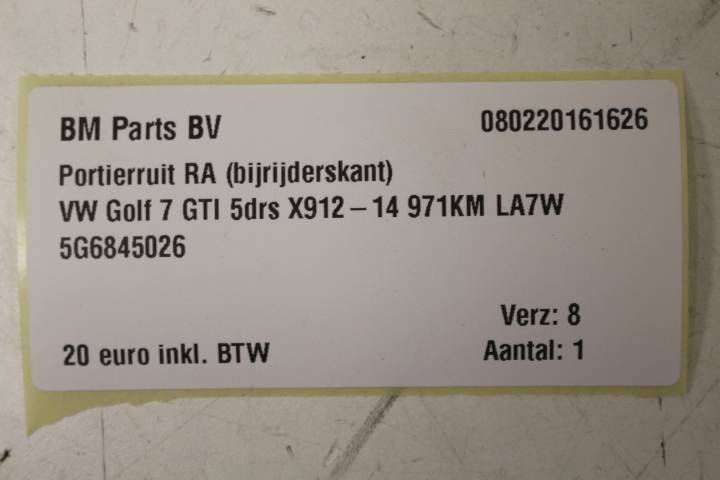 BM Parts BV 080220161626
Portierruit RA (bijrijderskant)
VW Golf 7 GTI 5drs X912 – 14 971KM LA7W
5G6845026
Verz: 8
20 euro inkl. BTW Aantal: 1